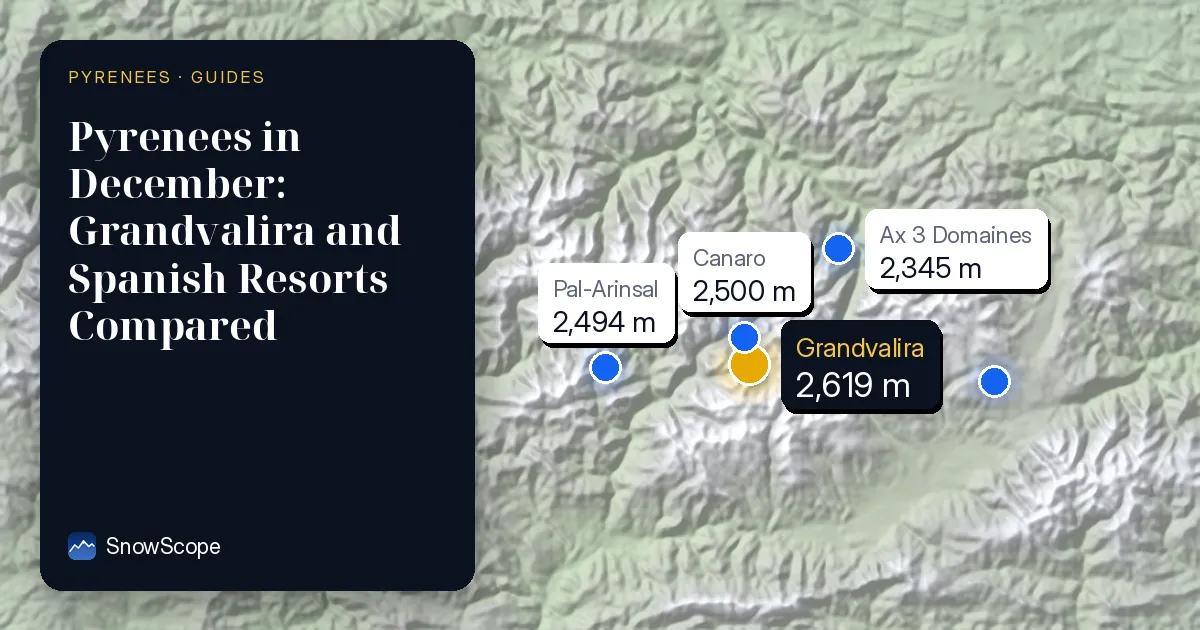 PYRENEES · GUIDES
Pyrenees in
December:
Grandvalira and
Spanish Resorts
Compared
SnowScope
Pal-Arinsal
2,494 m
Canaro
2,500 m
Ax 3 Domaines
2,345 m
Grandvalira
2,619 m